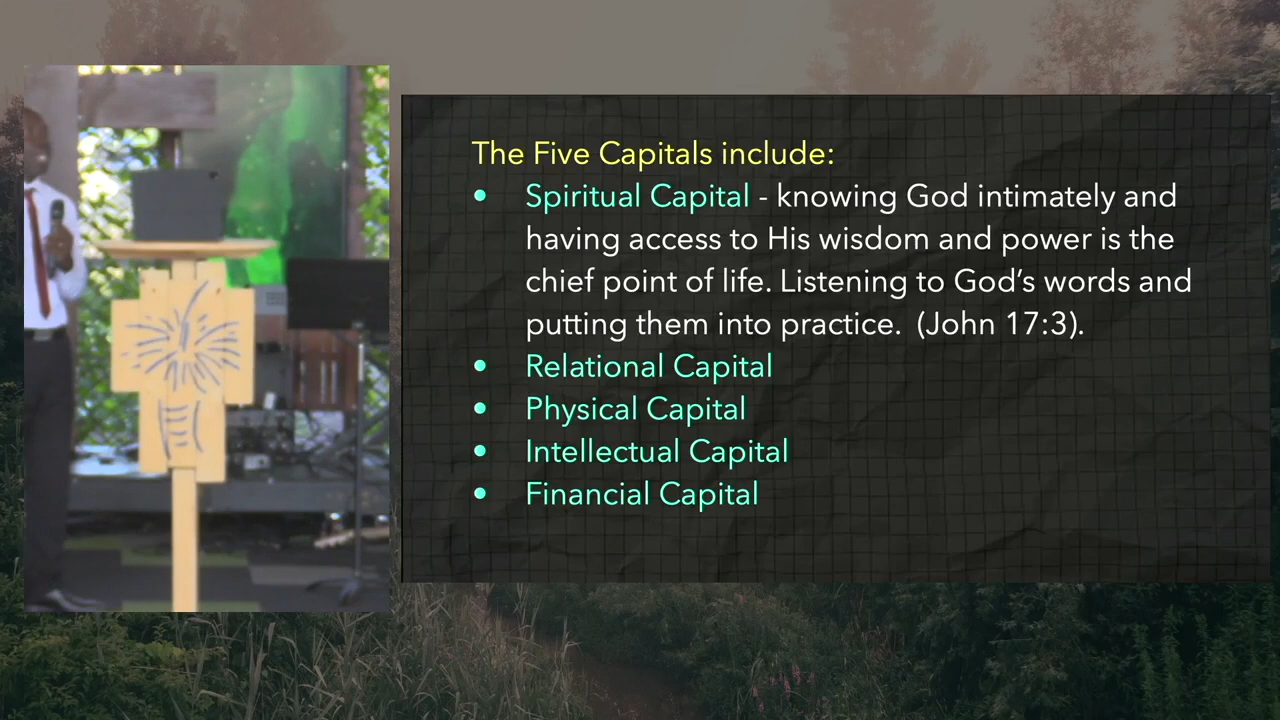 The Five Capitals include:
• Spiritual Capital - knowing God intimately and
having access to His wisdom and power is the
chief point of life. Listening to God’s words and
putting them into practice.  (John 17:3).
• Relational Capital
• Physical Capital
• Intellectual Capital
• Financial Capital